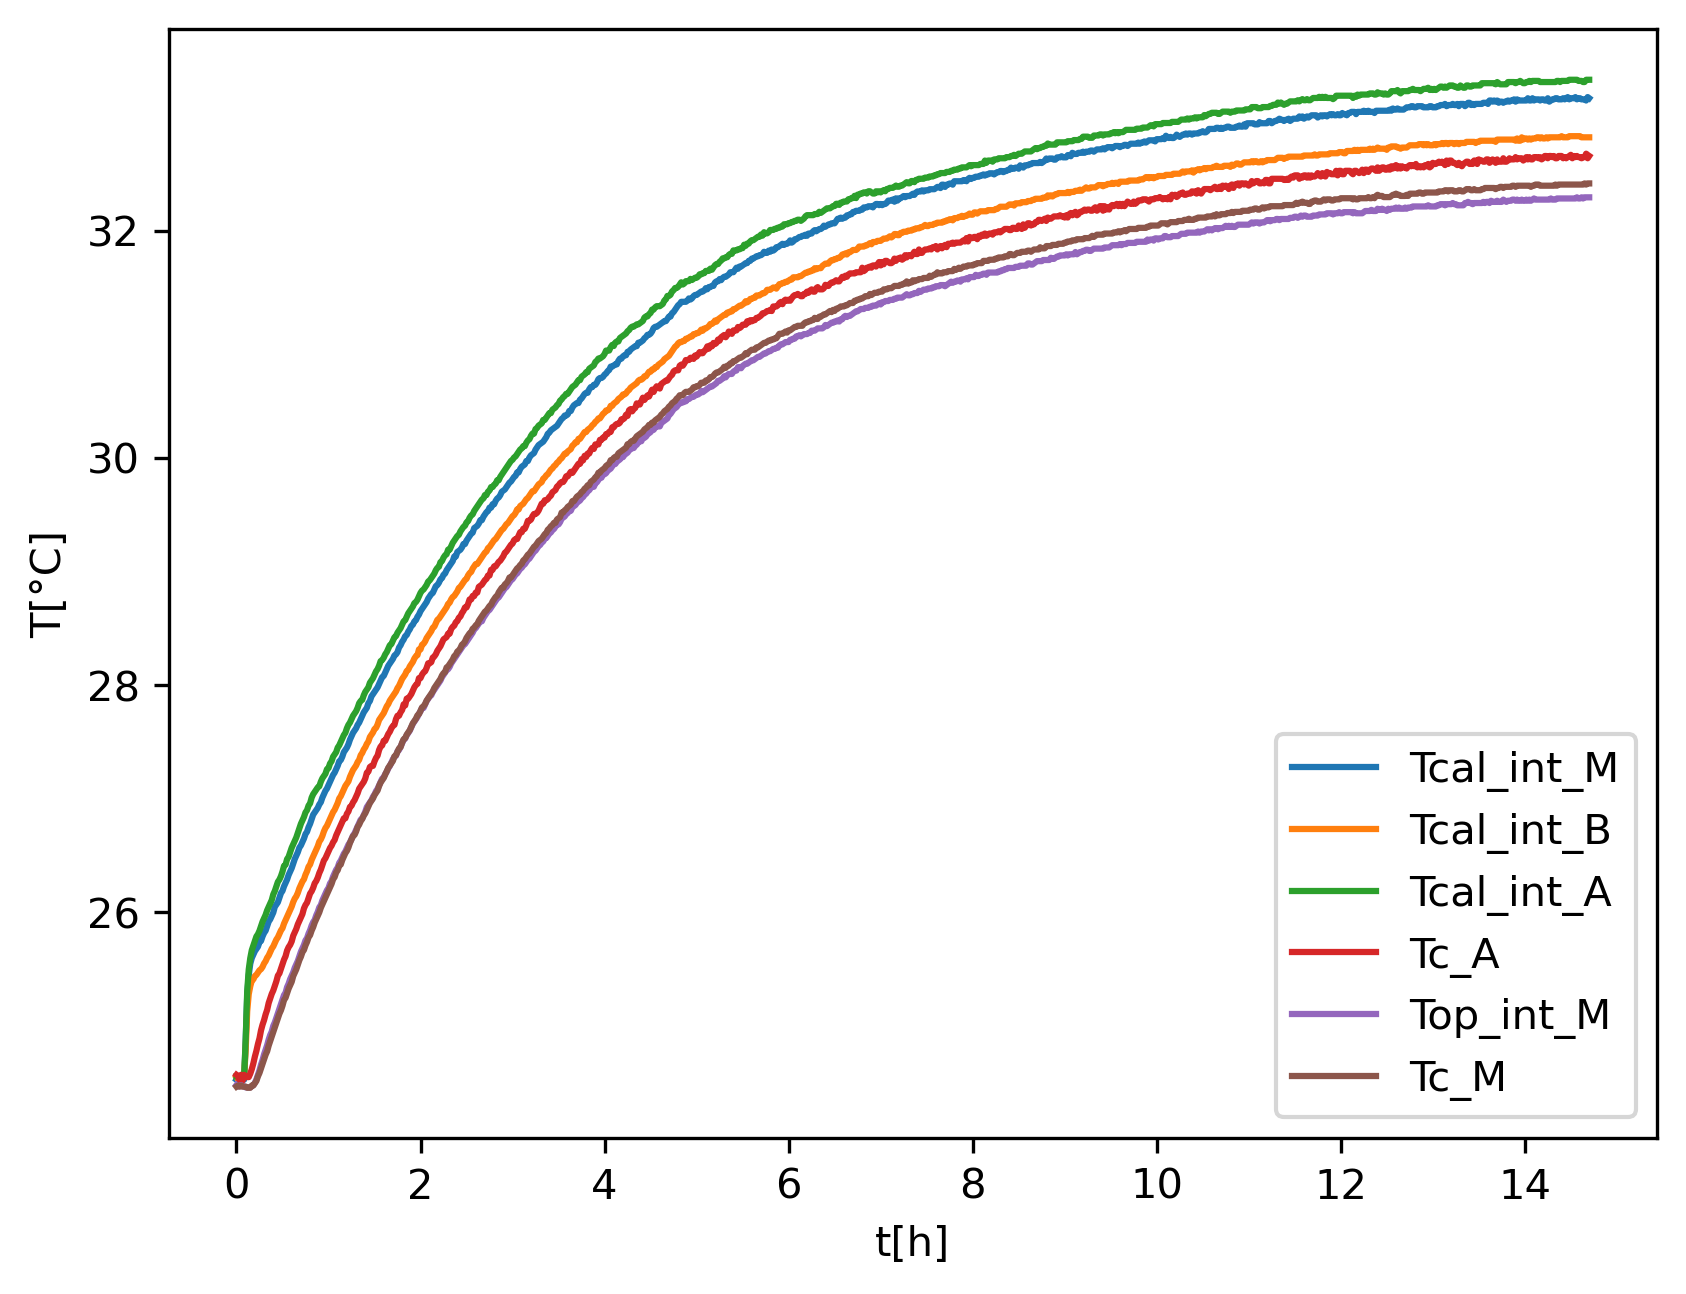 T[°C]
32
30
28
26
0 2 4 6 8 10 12 14
t[h]
Tcal_int_M
Tcal_int_B
Tcal_int_A
Tc_A
Top_int_M
Tc_M